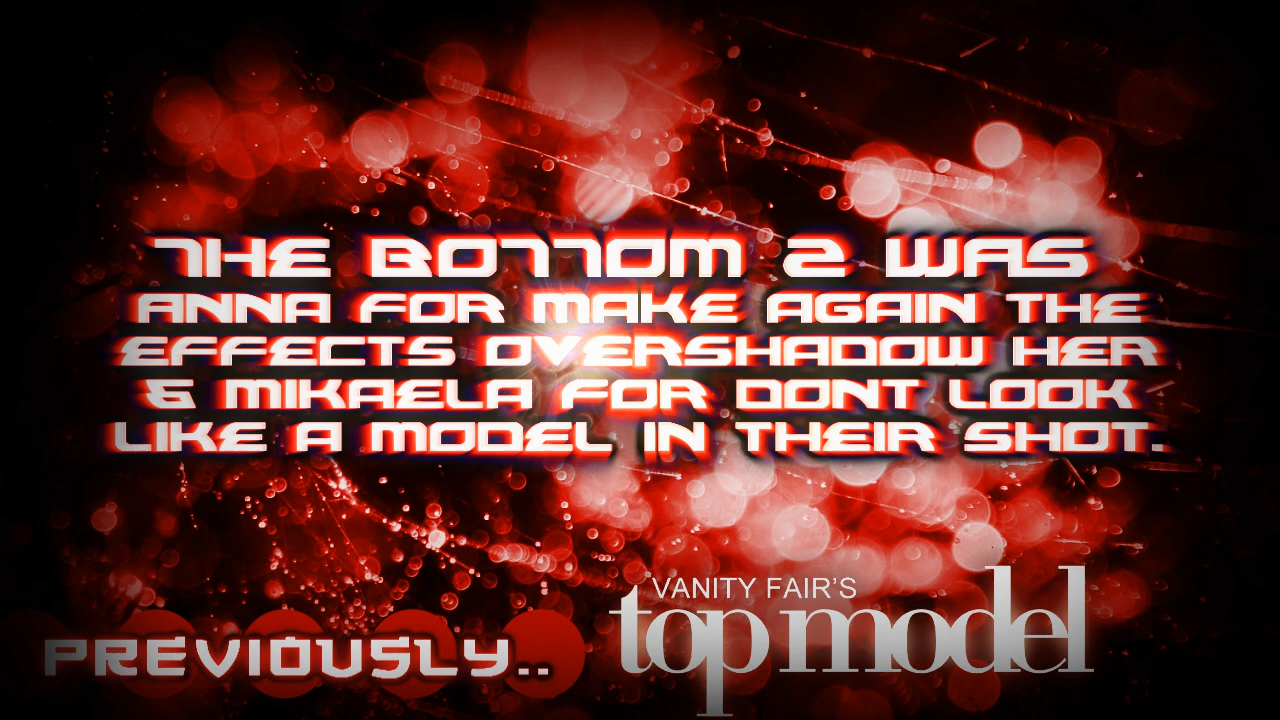 THE BOTTOM 2 WAS
ANNA FOR MAKE AGAIN THE
EFFECTS OVERSHADOW HER
& MIKAELA FOR DONT LOOK
LIKE A MODEL IN THEIR SHOT.
VANITY FAIR'S
top model
PREVIOUSLY..